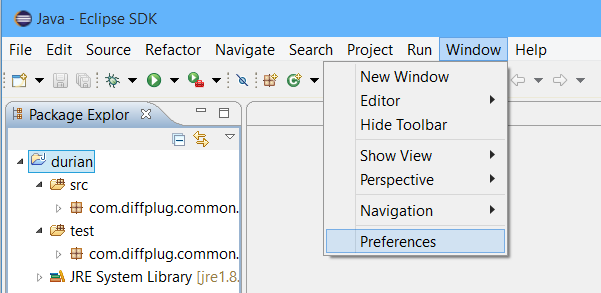 Java - Eclipse SDK
File Edit Source Refactor Navigate Search Project Run Window Help
New Window
Editor
Hide Toolbar
Show View
Perspective
Navigation
Preferences
Package Explor
durian
src
com.diffplug.common.
test
com.diffplug.common.
JRE System Library [jre1.8.